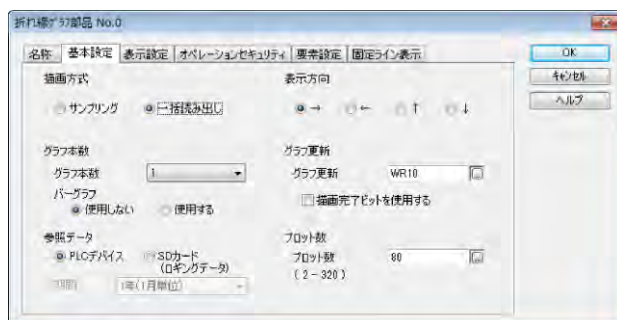 折れ線グラフ部品 No.0
名称 基本設定 表示設定 オペレーションセキュリティ 要素設定 固定ライン表示
OK
キャンセル
ヘルプ
描画方式
サンプリング 一括読み出し
表示方向
→ ← ↑ ↓
グラフ本数
グラフ本数 1
バーグラフ
使用しない 使用する
グラフ更新
グラフ更新 WR10 ...
描画完了ビットを使用する
参照データ
PLCデバイス SDカード
(ロギングデータ)
期間 1年(1月単位)
プロット数
プロット数 80 ...
(2-320)